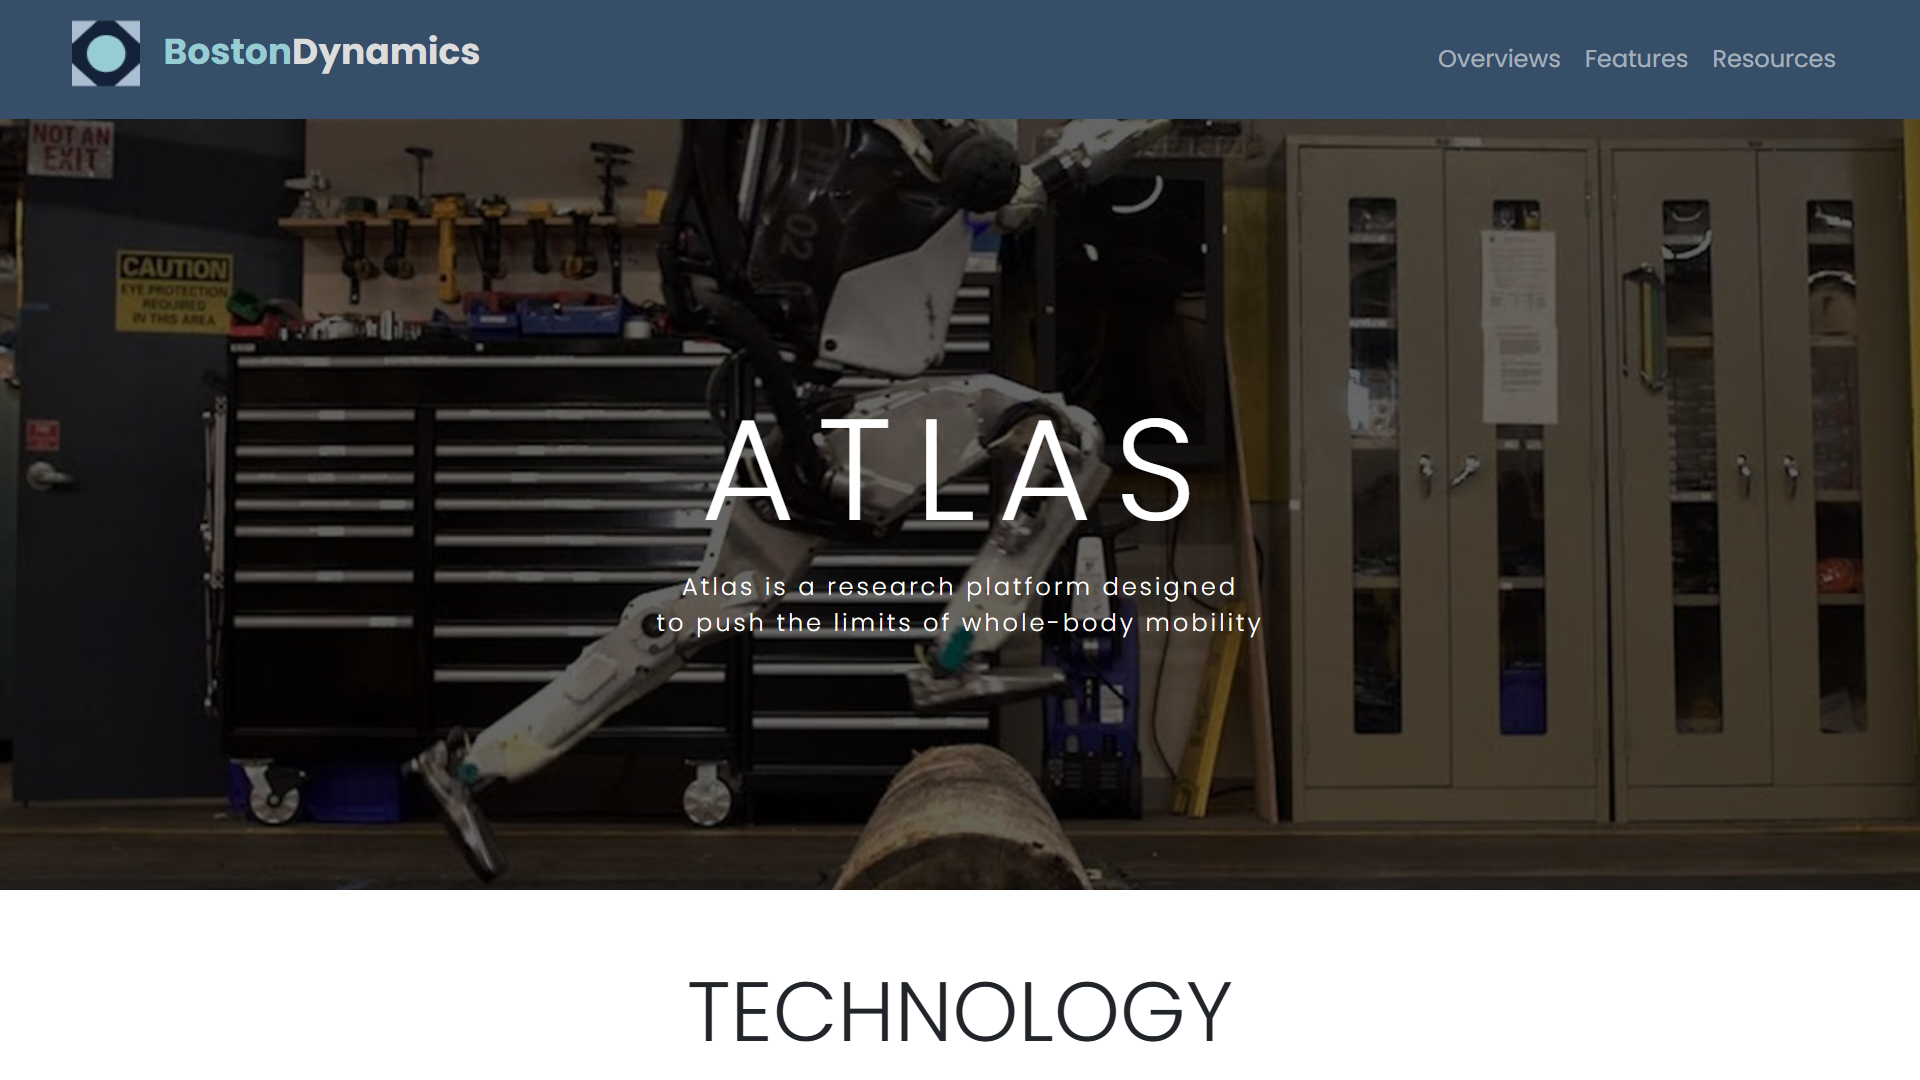 BostonDynamics
Overviews Features Resources
NOT AN
EXIT
CAUTION
EYE PROTECTION
REQUIRED
IN THIS AREA
02
ATLAS
Atlas is a research platform designed
to push the limits of whole-body mobility
TECHNOLOGY